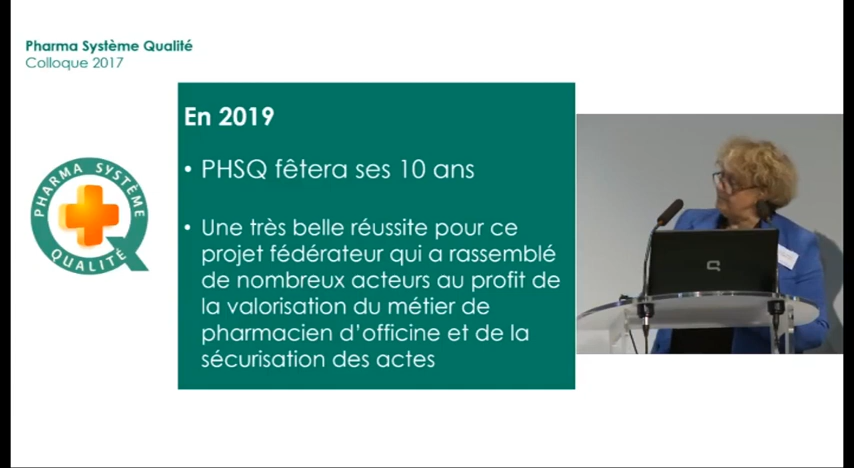 Pharma Système Qualité
Colloque 2017
En 2019
• PHSQ fêtera ses 10 ans
• Une très belle réussite pour ce
projet fédérateur qui a rassemblé
de nombreux acteurs au profit de
la valorisation du métier de
pharmacien d'officine et de la
sécurisation des actes
PHARMA SYSTÈME
QUALITÉ